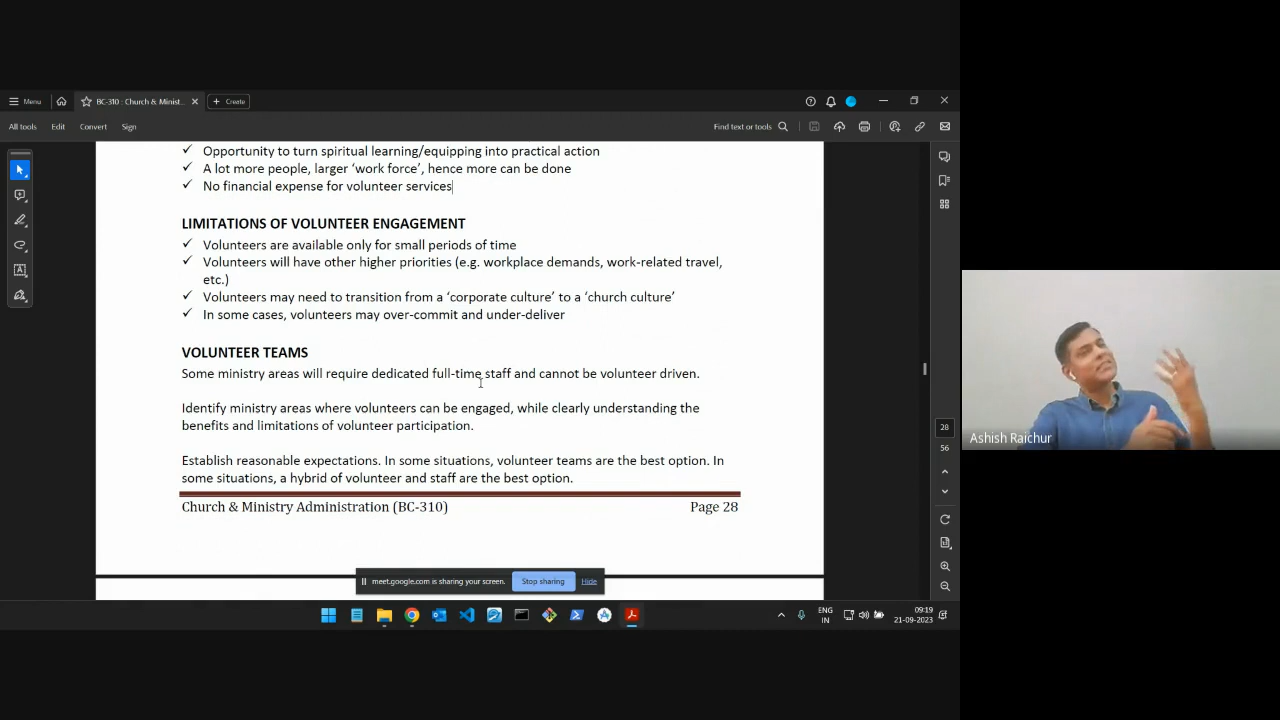 Menu
BC-310 : Church & Minist...
Create
All tools
Edit
Convert
Sign
Find text or tools
✓ Opportunity to turn spiritual learning/equipping into practical action
✓ A lot more people, larger ‘work force’, hence more can be done
✓ No financial expense for volunteer services
LIMITATIONS OF VOLUNTEER ENGAGEMENT
✓ Volunteers are available only for small periods of time
✓ Volunteers will have other higher priorities (e.g. workplace demands, work-related travel,
etc.)
✓ Volunteers may need to transition from a ‘corporate culture’ to a ‘church culture’
✓ In some cases, volunteers may over-commit and under-deliver
VOLUNTEER TEAMS
Some ministry areas will require dedicated full-time staff and cannot be volunteer driven.
Identify ministry areas where volunteers can be engaged, while clearly understanding the
benefits and limitations of volunteer participation.
Establish reasonable expectations. In some situations, volunteer teams are the best option. In
some situations, a hybrid of volunteer and staff are the best option.
Church & Ministry Administration (BC-310) Page 28
28
56
meet.google.com is sharing your screen.
Stop sharing
Hide
ENG
IN
09:19
21-09-2023
Ashish Raichur